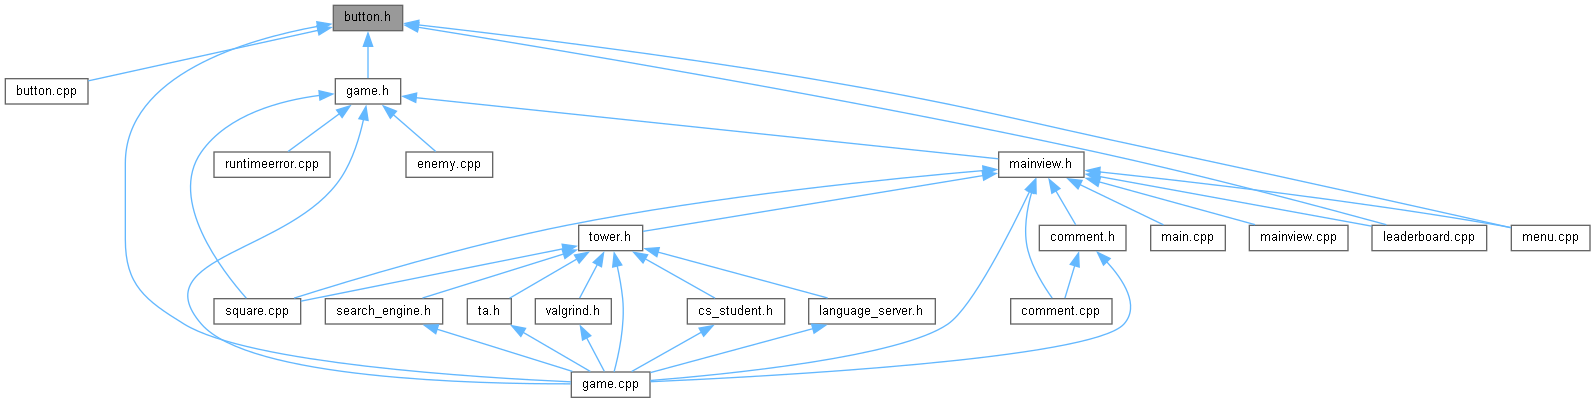 button.h
button.cpp
game.h
runtimeerror.cpp
enemy.cpp
mainview.h
tower.h
comment.h
main.cpp
mainview.cpp
leaderboard.cpp
menu.cpp
square.cpp
search_engine.h
ta.h
valgrind.h
cs_student.h
language_server.h
comment.cpp
game.cpp